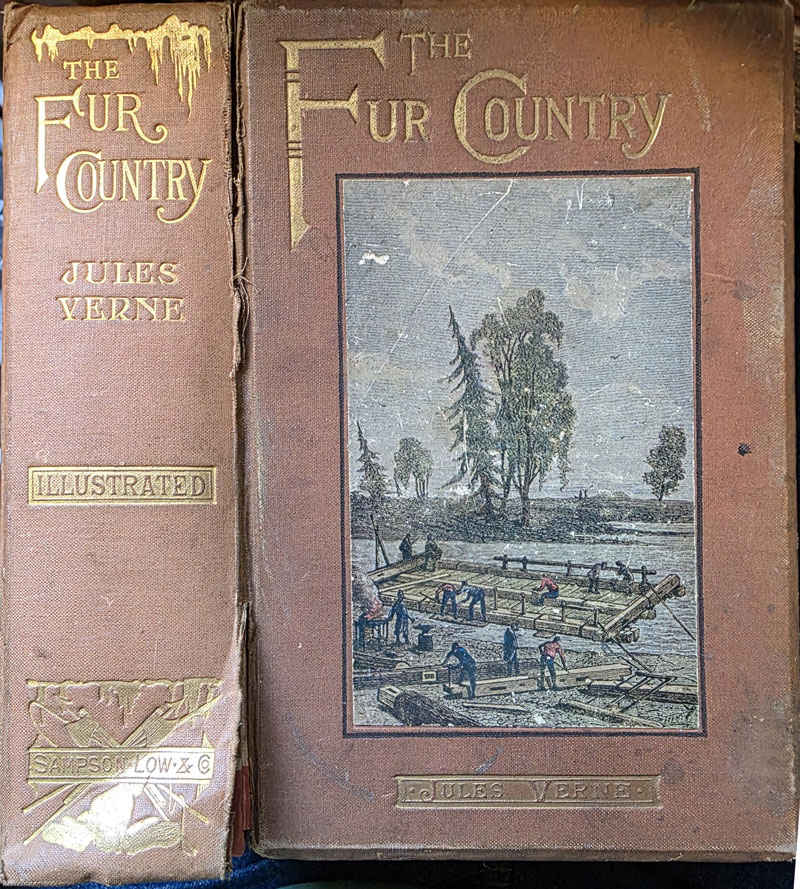 THE
FUR
COUNTRY
JULES
VERNE
ILLUSTRATED
SAMPSON·LOW·&·Co
THE
FUR COUNTRY
·JULES VERNE·